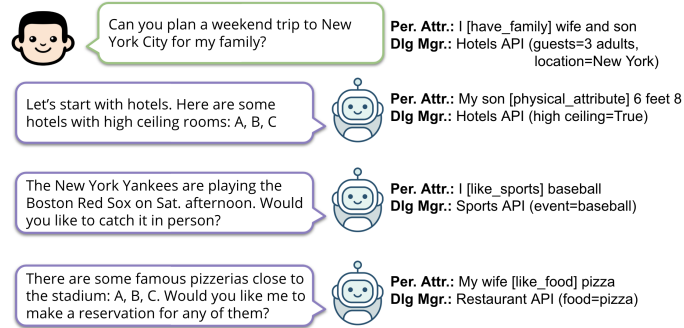 Can you plan a weekend trip to New
York City for my family?
Per. Attr.: I [have_family] wife and son
Dlg Mgr.: Hotels API (guests=3 adults,
location=New York)
Let's start with hotels. Here are some
hotels with high ceiling rooms: A, B, C
Per. Attr.: My son [physical_attribute] 6 feet 8
Dlg Mgr.: Hotels API (high ceiling=True)
The New York Yankees are playing the
Boston Red Sox on Sat. afternoon. Would
you like to catch it in person?
Per. Attr.: I [like_sports] baseball
Dlg Mgr.: Sports API (event=baseball)
There are some famous pizzerias close to
the stadium: A, B, C. Would you like me to
make a reservation for any of them?
Per. Attr.: My wife [like_food] pizza
Dlg Mgr.: Restaurant API (food=pizza)